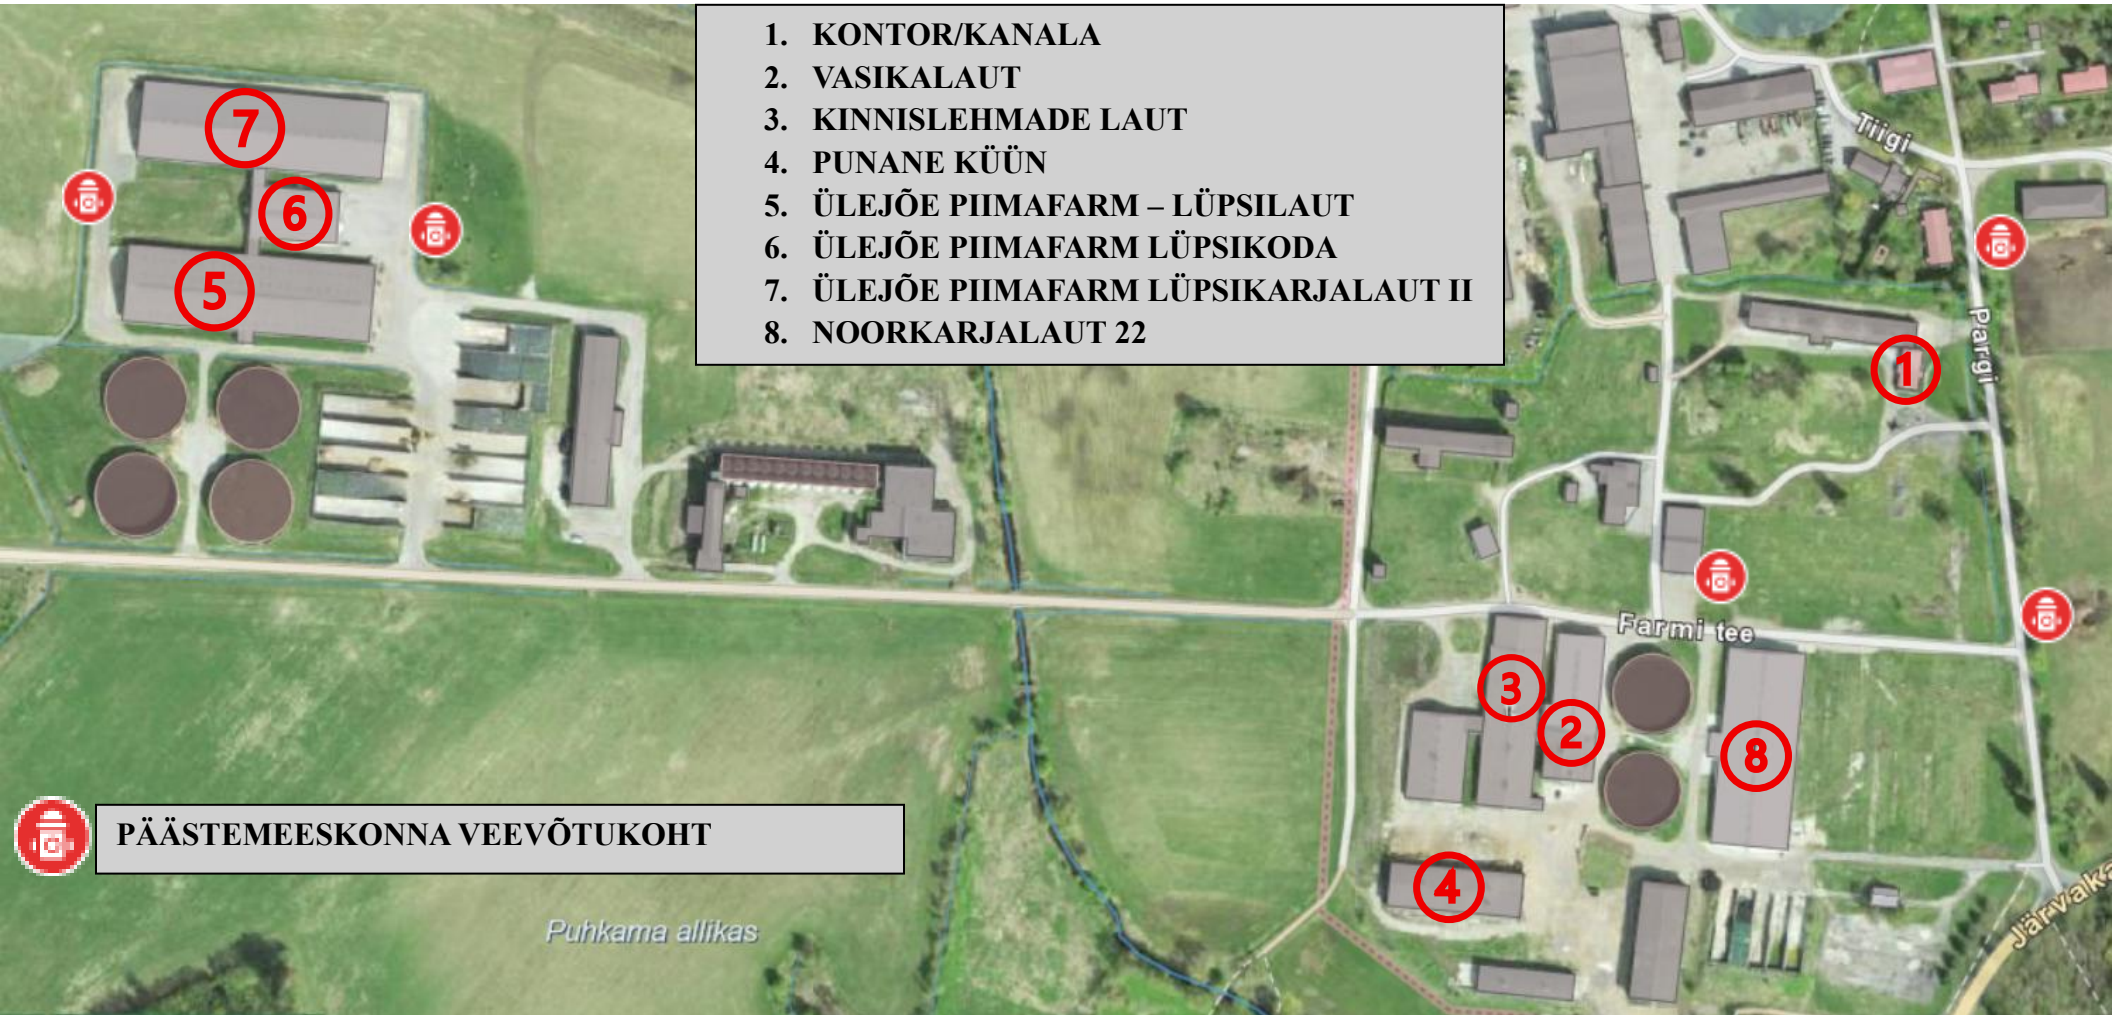 1. KONTOR/KANALA
2. VASIKALAUT
3. KINNISLEHMADE LAUT
4. PUNANE KÜÜN
5. ÜLEJÕE PIIMAFARM – LÜPSILAUT
6. ÜLEJÕE PIIMAFARM LÜPSIKODA
7. ÜLEJÕE PIIMAFARM LÜPSIKARJALAUT II
8. NOORKARJALAUT 22
7
6
5
Tiigi
Pargi
1
Farmi tee
3
2
8
4
PÄÄSTEMEESKONNA VEEVÕTUKOHT
Puhkama allikas
Järvaka